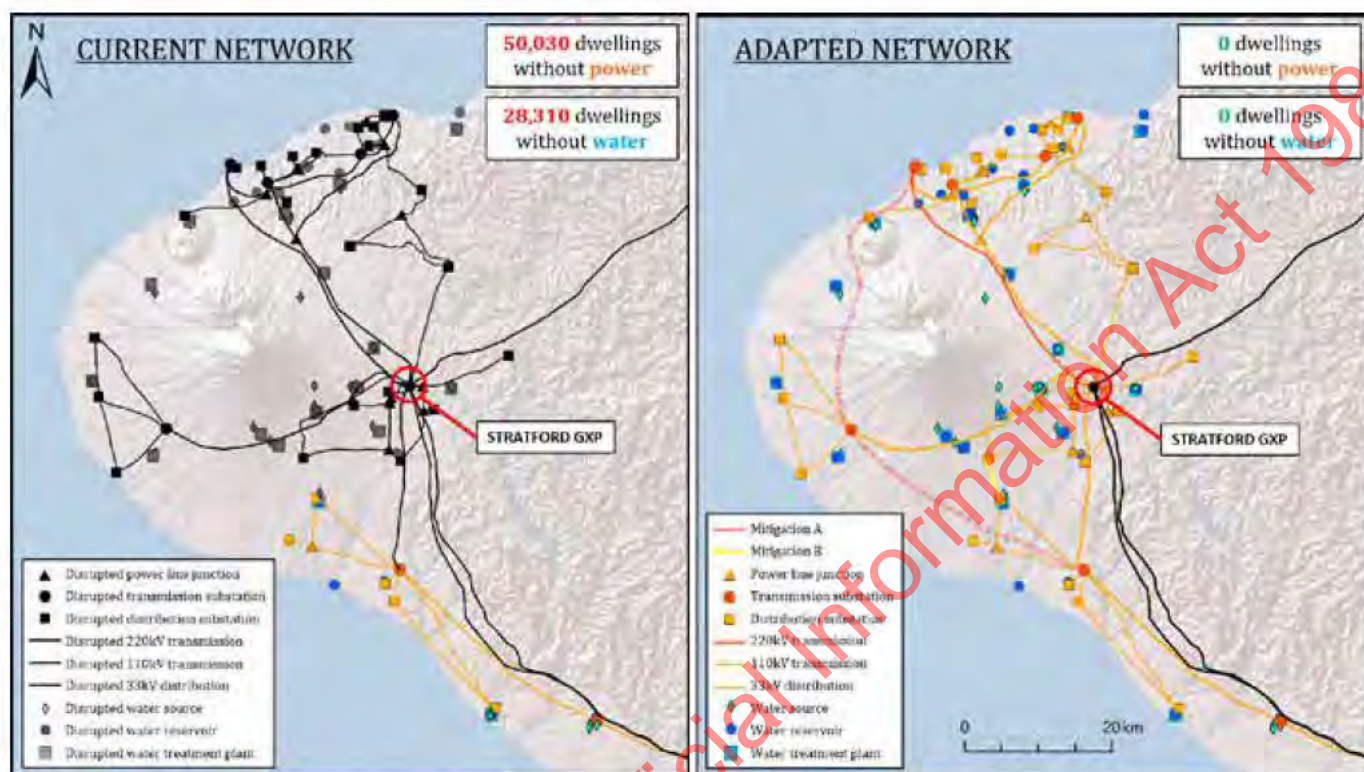 N
CURRENT NETWORK
50,030 dwellings
without power
28,310 dwellings
without water
STRATFORD GXP
Disrupted power line junction
Disrupted transmission substation
Disrupted distribution substation
Disrupted 220kV transmission
Disrupted 110kV transmission
Disrupted 33kV distribution
Disrupted water source
Disrupted water reservoir
Disrupted water treatment plant
ADAPTED NETWORK
0 dwellings
without power
0 dwellings
without water
STRATFORD GXP
Mitigation A
Mitigation B
Power line junction
Transmission substation
Distribution substation
220kV transmission
110kV transmission
33kV distribution
Water source
Water reservoir
Water treatment plant
0 20 km
Information Act 198